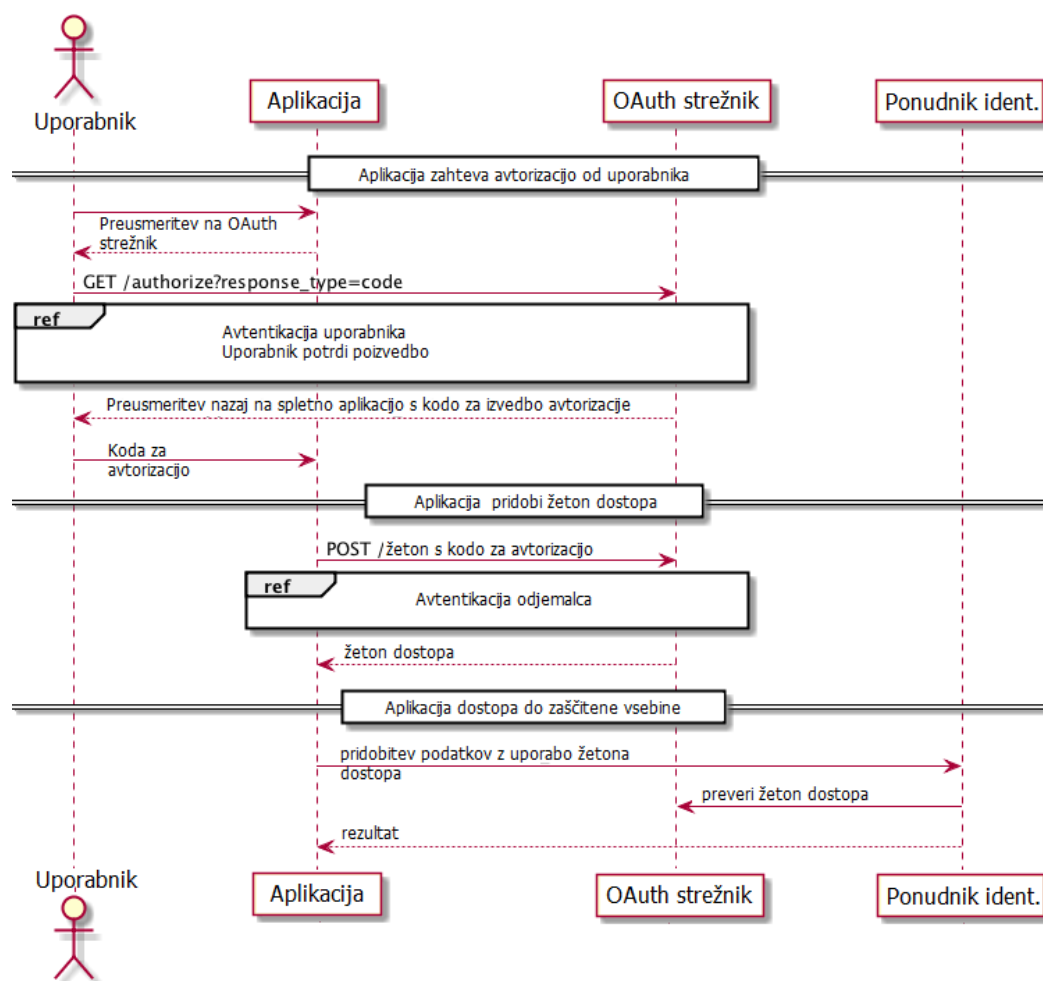 Uporabnik
Aplikacija
OAuth strežnik
Ponudnik ident.
Aplikacija zahteva avtorizacijo od uporabnika
Preusmeritev na OAuth
strežnik
GET /authorize?response_type=code
ref
Avtentikacija uporabnika
Uporabnik potrdi poizvedbo
Preusmeritev nazaj na spletno aplikacijo s kodo za izvedbo avtorizacije
Koda za
avtorizacijo
Aplikacija pridobi žeton dostopa
POST /žeton s kodo za avtorizacijo
ref
Avtentikacija odjemalca
žeton dostopa
Aplikacija dostopa do zaščitene vsebine
pridobitev podatkov z uporabo žetona
dostopa
preveri žeton dostopa
rezultat
Uporabnik
Aplikacija
OAuth strežnik
Ponudnik ident.